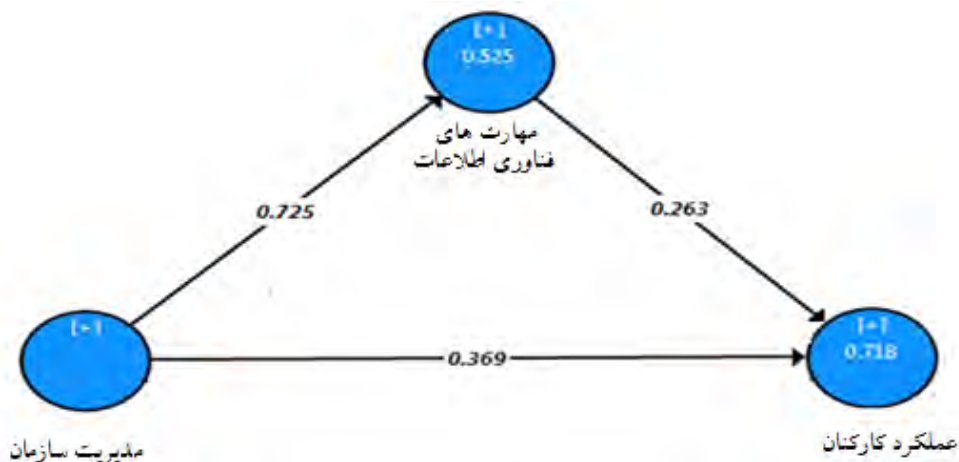 [+]
0.525
مهارت های
فناوری اطلاعات
0.725
0.263
[+]
0.369
[+]
0.718
مدیریت سازمان
عملکرد کارکنان